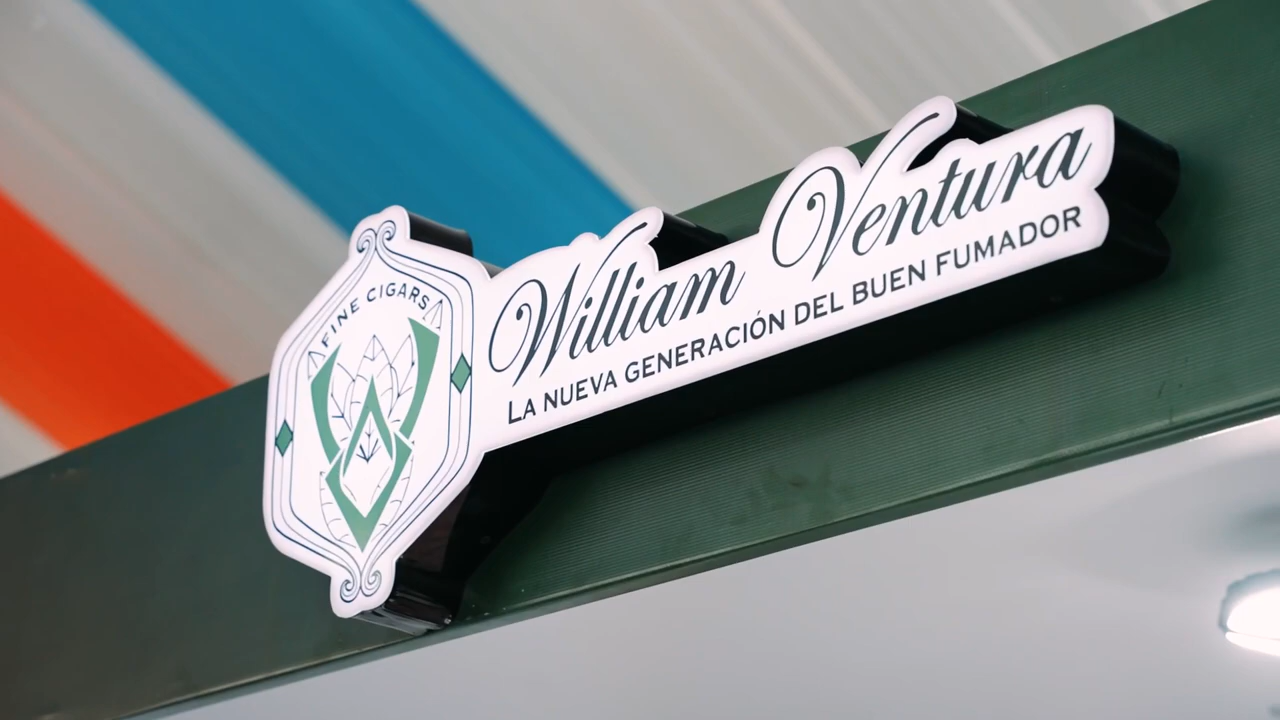 FINE CIGARS
William Ventura
LA NUEVA GENERACIÓN DEL BUEN FUMADOR